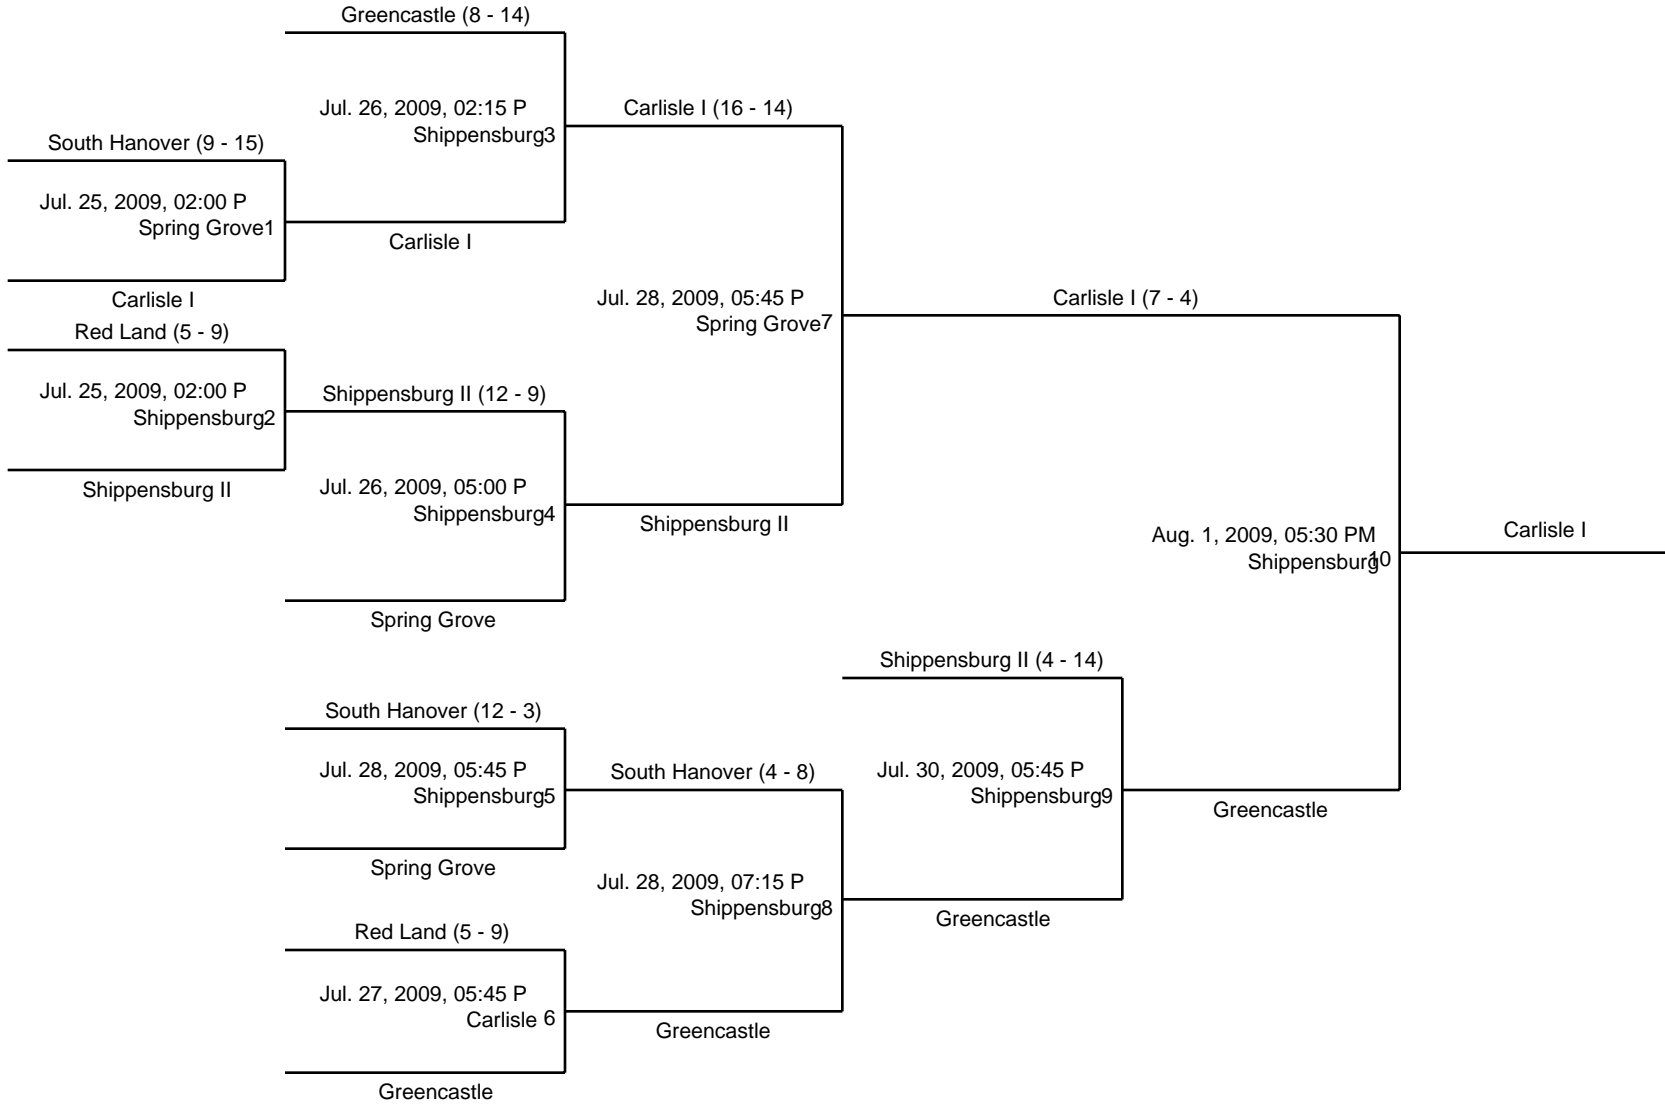 Greencastle (8 - 14)
Jul. 26, 2009, 02:15 P
Shippensburg3
Carlisle I (16 - 14)
South Hanover (9 - 15)
Jul. 25, 2009, 02:00 P
Spring Grove1
Carlisle I
Carlisle I
Jul. 28, 2009, 05:45 P
Spring Grove7
Carlisle I (7 - 4)
Red Land (5 - 9)
Jul. 25, 2009, 02:00 P
Shippensburg2
Shippensburg II (12 - 9)
Shippensburg II
Jul. 26, 2009, 05:00 P
Shippensburg4
Shippensburg II
Aug. 1, 2009, 05:30 PM
Shippensburg10
Carlisle I
Spring Grove
Shippensburg II (4 - 14)
South Hanover (12 - 3)
Jul. 28, 2009, 05:45 P
Shippensburg5
South Hanover (4 - 8)
Jul. 30, 2009, 05:45 P
Shippensburg9
Greencastle
Spring Grove
Jul. 28, 2009, 07:15 P
Shippensburg8
Greencastle
Red Land (5 - 9)
Jul. 27, 2009, 05:45 P
Carlisle 6
Greencastle
Greencastle